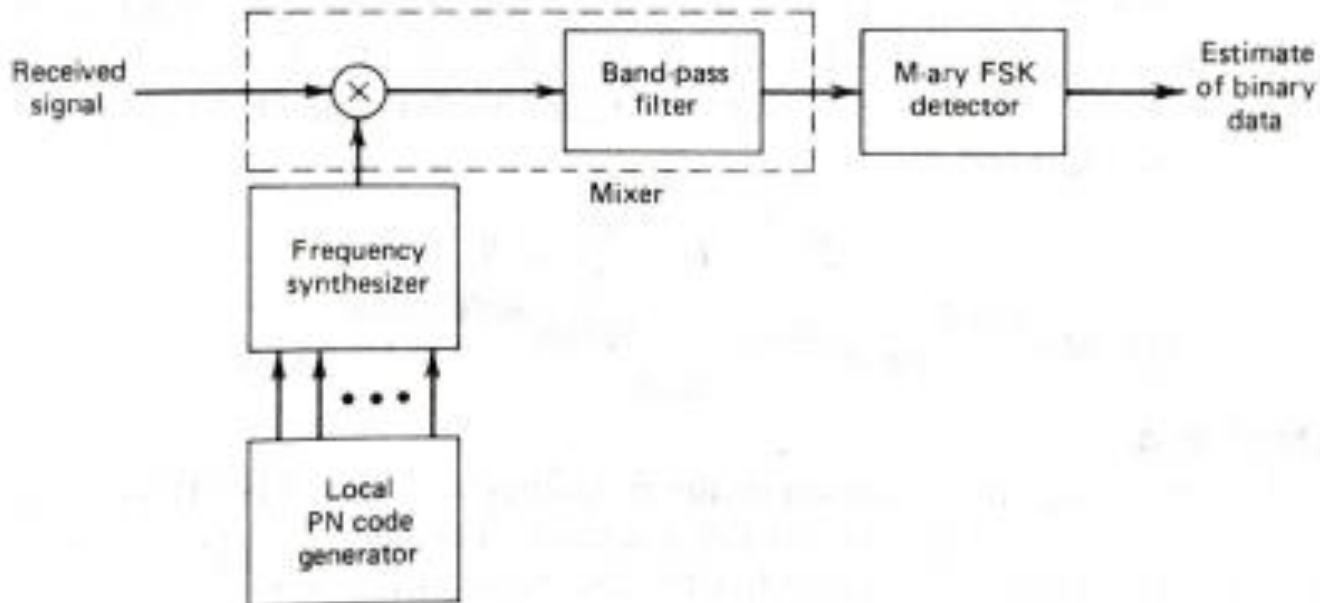 Received
signal
Band-pass
filter
M-ary FSK
detector
Estimate
of binary
data
Mixer
Frequency
synthesizer
Local
PN code
generator